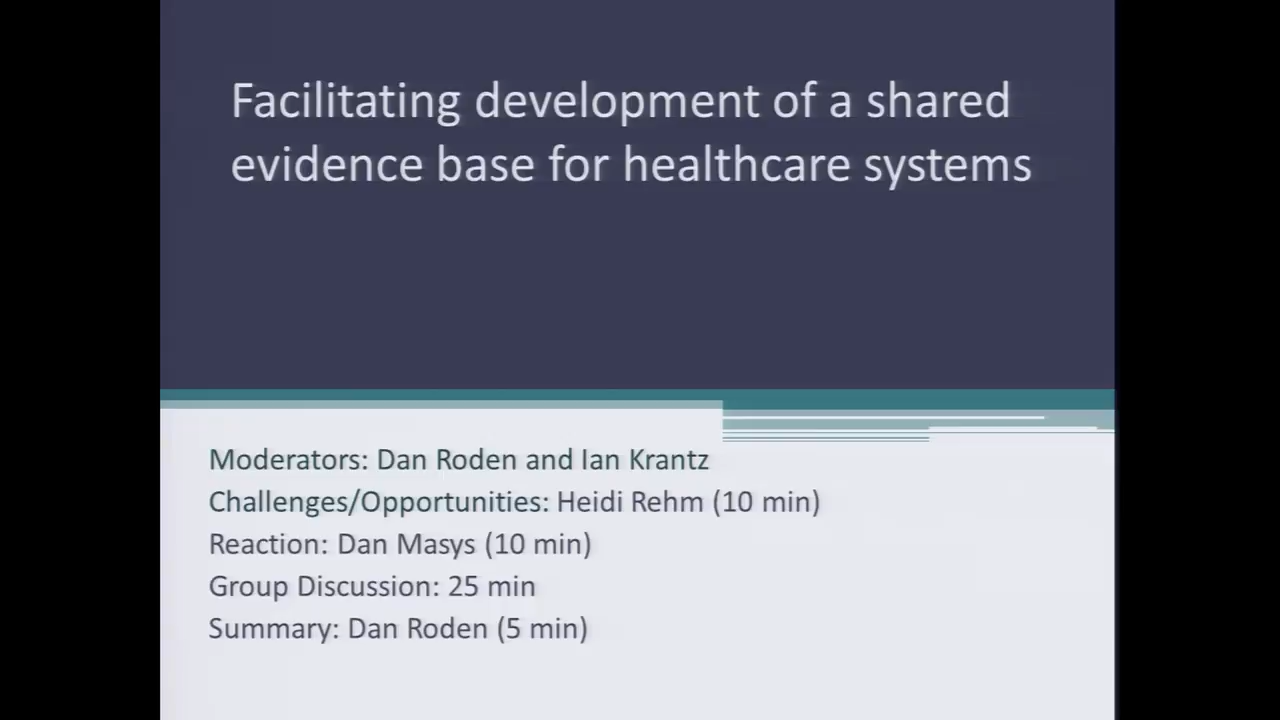 Facilitating development of a shared
evidence base for healthcare systems
Moderators: Dan Roden and Ian Krantz
Challenges/Opportunities: Heidi Rehm (10 min)
Reaction: Dan Masys (10 min)
Group Discussion: 25 min
Summary: Dan Roden (5 min)